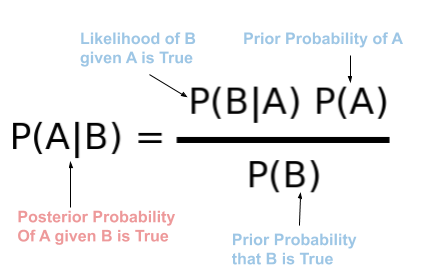 Likelihood of B
given A is True
Prior Probability of A
P(B|A) P(A)
P(A|B) =
P(B)
Posterior Probability
Of A given B is True
Prior Probability
that B is True